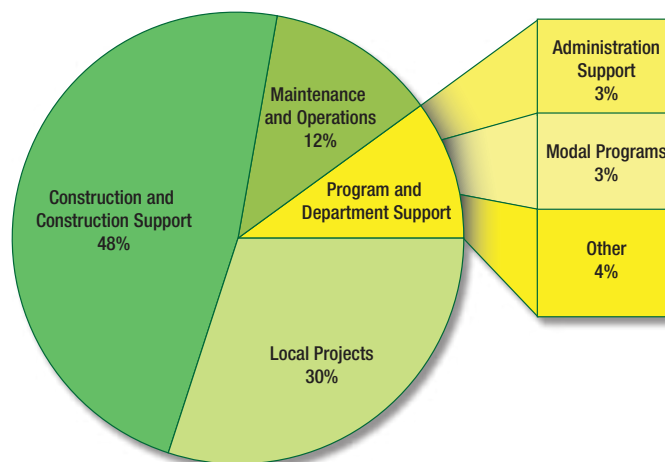 Administration
Support
3%
Maintenance
and Operations
12%
Modal Programs
3%
Construction and
Construction Support
48%
Program and
Department Support
Other
4%
Local Projects
30%